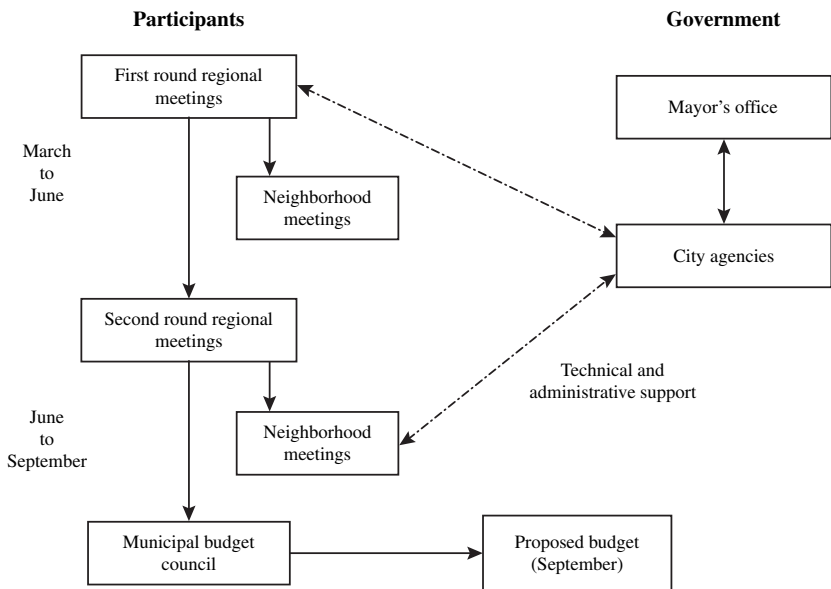 Participants
Government
First round regional
meetings
Mayor’s office
March
to
June
Neighborhood
meetings
City agencies
Second round regional
meetings
Technical and
administrative support
June
to
September
Neighborhood
meetings
Municipal budget
council
Proposed budget
(September)